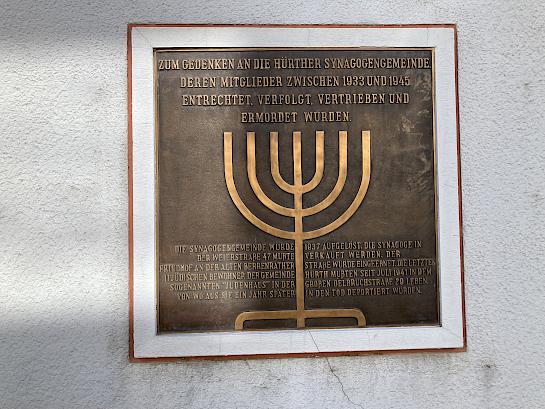 ZUM GEDENKEN AN DIE HÜRTHER SYNAGOGENGEMEINDE,
DEREN MITGLIEDER ZWISCHEN 1933 UND 1945
ENTRECHTET, VERFOLGT, VERTRIEBEN UND
ERMORDET WURDEN.
DIE SYNAGOGENGEMEINDE WURDE 1937 AUFGELÖST. DIE SYNAGOGE IN
DER WEIERSTRAßE 47 MUßTE VERKAUFT WERDEN. DER
FRIEDHOF AN DER ALTEN BERRENRATHER STRAßE WURDE EINGEEBNET. DIE LETZTEN
JÜDISCHEN BEWOHNER DER GEMEINDE HÜRTH MUßTEN SEIT JULI 1941 IN DEM
SOGENANNTEN "JUDENHAUS" IN DER GROßEN OELBRUCHSTRAßE 20 LEBEN,
VON WO AUS SIE EIN JAHR SPÄTER IN DEN TOD DEPORTIERT WURDEN.